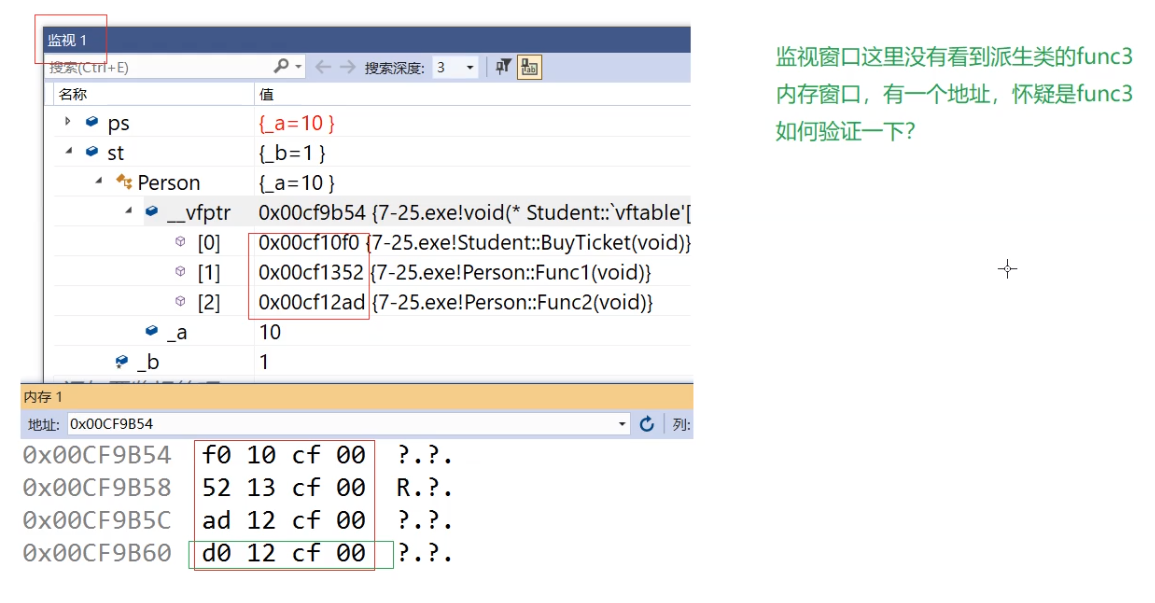 监视 1
搜索(Ctrl+E)
搜索深度: 3
名称 值
ps {_a=10 }
st {_b=1 }
Person {_a=10 }
__vfptr 0x00cf9b54 {7-25.exe!void(* Student::`vftable'[
[0] 0x00cf10f0 {7-25.exe!Student::BuyTicket(void)}
[1] 0x00cf1352 {7-25.exe!Person::Func1(void)}
[2] 0x00cf12ad {7-25.exe!Person::Func2(void)}
_a 10
_b 1
内存 1
地址: 0x00CF9B54 列:
0x00CF9B54 f0 10 cf 00 ?.?.
0x00CF9B58 52 13 cf 00 R.?.
0x00CF9B5C ad 12 cf 00 ?.?.
0x00CF9B60 d0 12 cf 00 ?.?.
监视窗口这里没有看到派生类的func3
内存窗口，有一个地址，怀疑是func3
如何验证一下？